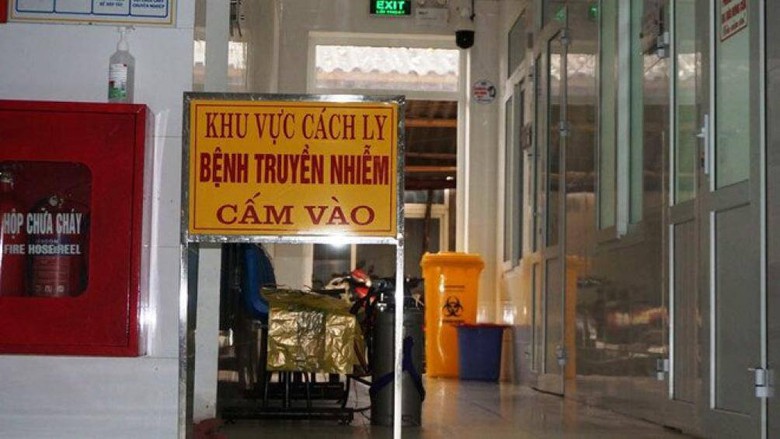 EXIT
KHU VỰC CÁCH LY
BỆNH TRUYỀN NHIỄM
CẤM VÀO
HỘP CHỮA CHÁY
FIRE HOSE REEL